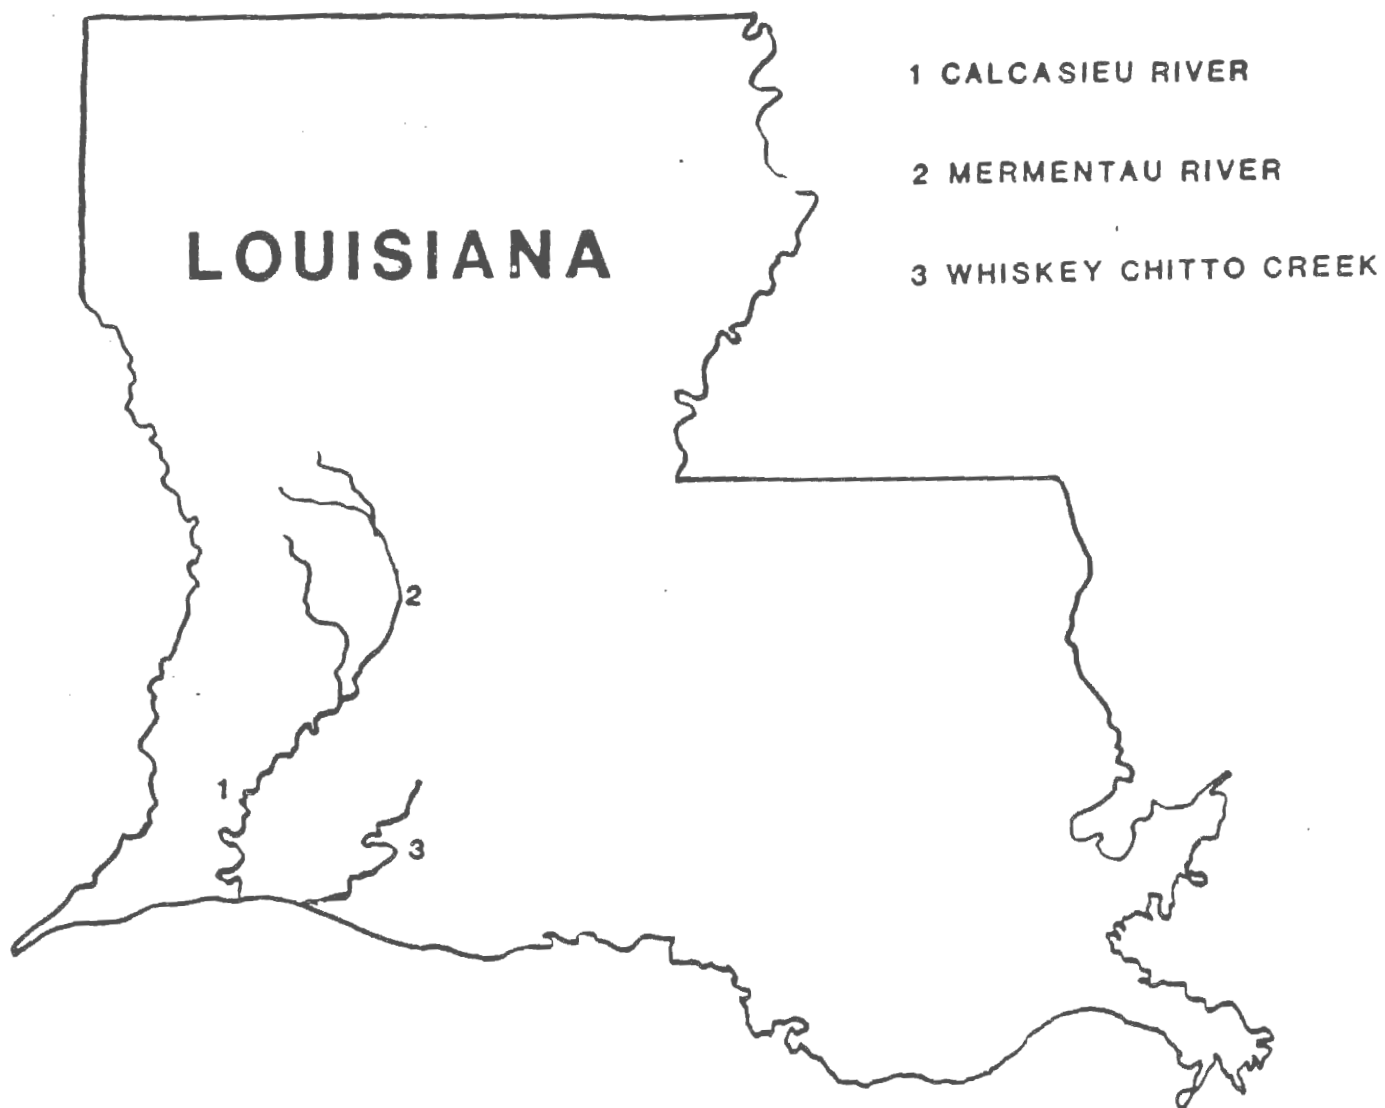 1 CALCASIEU RIVER
2 MERMENTAU RIVER
LOUISIANA
3 WHISKEY CHITTO CREEK
2
1
3